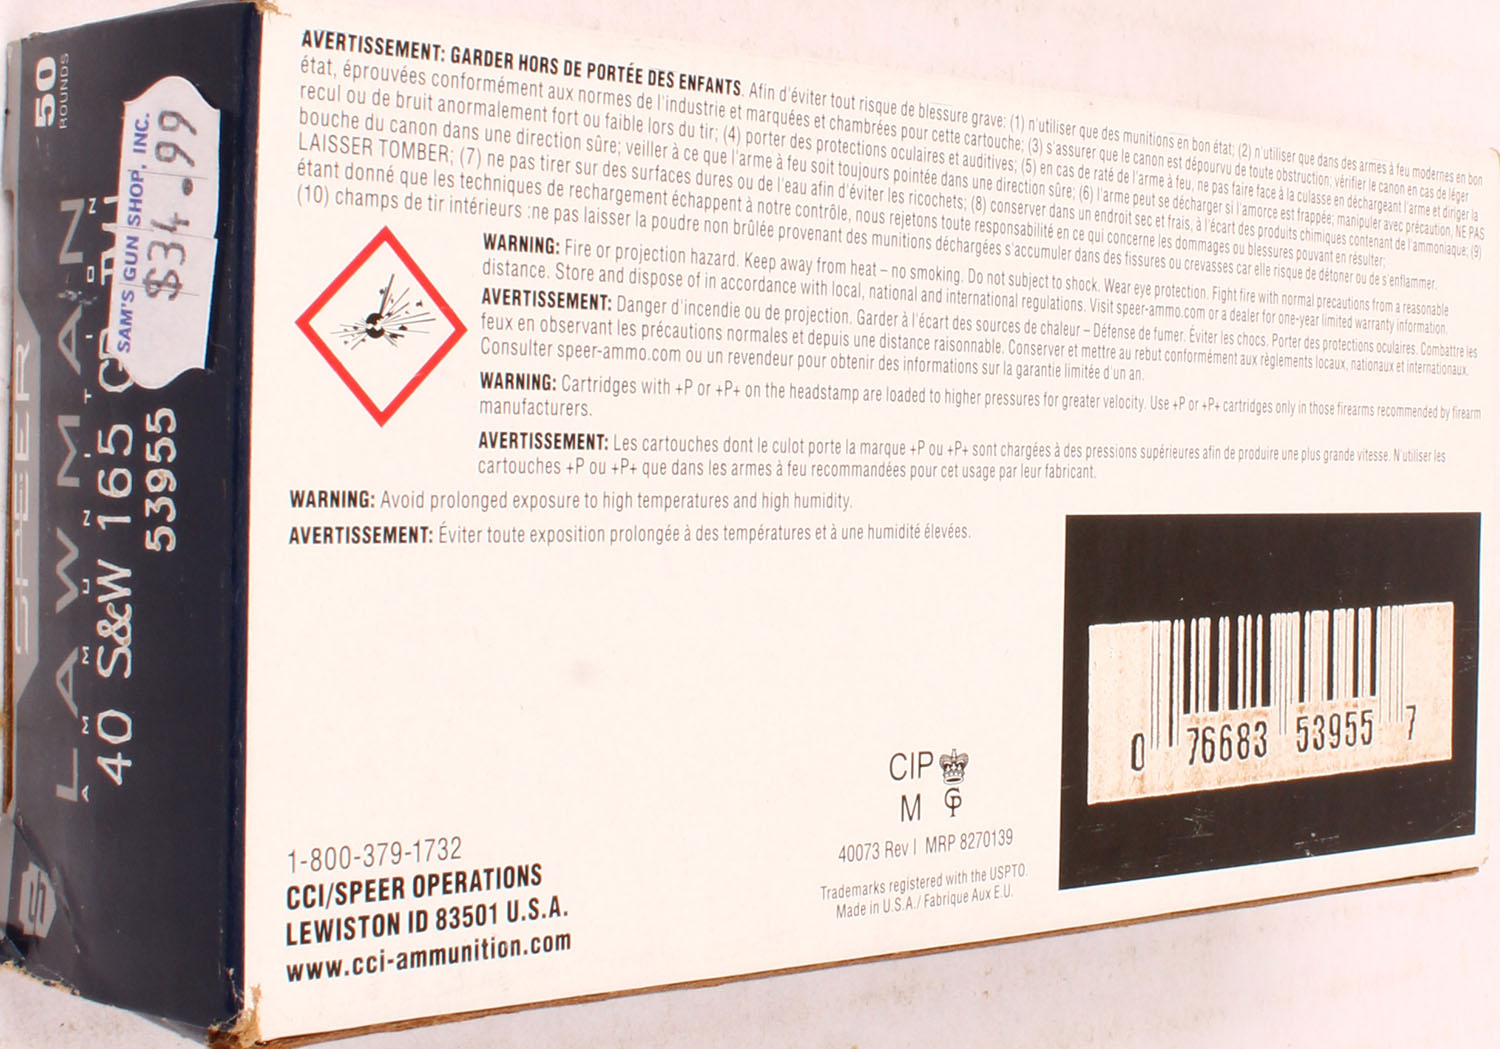 50
ROUNDS
SPEER
LAWMAN
AMMUNITION
40 S&W 165
53955
SAM'S GUN SHOP, INC.
$34.99
AVERTISSEMENT: GARDER HORS DE PORTÉE DES ENFANTS. Afin d'éviter tout risque de blessure grave: (1) n'utiliser que des munitions en bon état; (2) n'utiliser que dans des armes à feu modernes en bon
état, éprouvées conformément aux normes de l'industrie et marquées et chambrées pour cette cartouche; (3) s'assurer que le canon est dépourvu de toute obstruction; vérifier le canon en cas de léger
recul ou de bruit anormalement fort ou faible lors du tir; (4) porter des protections oculaires et auditives; (5) en cas de raté de l'arme à feu, ne pas faire face à la culasse en déchargeant l'arme et diriger la
bouche du canon dans une direction sûre; veiller à ce que l'arme à feu soit toujours pointée dans une direction sûre; (6) l'arme peut se décharger si l'amorce est frappée; manipuler avec précaution, NE PAS
LAISSER TOMBER; (7) ne pas tirer sur des surfaces dures ou de l'eau afin d'éviter les ricochets; (8) conserver dans un endroit sec et frais, à l'écart des produits chimiques contenant de l'ammoniaque; (9)
étant donné que les techniques de rechargement échappent à notre contrôle, nous rejetons toute responsabilité en ce qui concerne les dommages ou blessures pouvant en résulter;
(10) champs de tir intérieurs :ne pas laisser la poudre non brûlée provenant des munitions déchargées s'accumuler dans des fissures ou crevasses car elle risque de détoner ou de s'enflammer.
WARNING: Fire or projection hazard. Keep away from heat – no smoking. Do not subject to shock. Wear eye protection. Fight fire with normal precautions from a reasonable
distance. Store and dispose of in accordance with local, national and international regulations. Visit speer-ammo.com or a dealer for one-year limited warranty information.
AVERTISSEMENT: Danger d'incendie ou de projection. Garder à l'écart des sources de chaleur – Défense de fumer. Éviter les chocs. Porter des protections oculaires. Combattre les
feux en observant les précautions normales et depuis une distance raisonnable. Conserver et mettre au rebut conformément aux règlements locaux, nationaux et internationaux.
Consulter speer-ammo.com ou un revendeur pour obtenir des informations sur la garantie limitée d'un an.
WARNING: Cartridges with +P or +P+ on the headstamp are loaded to higher pressures for greater velocity. Use +P or +P+ cartridges only in those firearms recommended by firearm
manufacturers.
AVERTISSEMENT: Les cartouches dont le culot porte la marque +P ou +P+ sont chargées à des pressions supérieures afin de produire une plus grande vitesse. N'utiliser les
cartouches +P ou +P+ que dans les armes à feu recommandées pour cet usage par leur fabricant.
WARNING: Avoid prolonged exposure to high temperatures and high humidity.
AVERTISSEMENT: Éviter toute exposition prolongée à des températures et à une humidité élevées.
0 76683 53955 7
CIP
M
40073 Rev I MRP 8270139
Trademarks registered with the USPTO.
Made in U.S.A./ Fabrique Aux E.U.
1-800-379-1732
CCI/SPEER OPERATIONS
LEWISTON ID 83501 U.S.A.
www.cci-ammunition.com